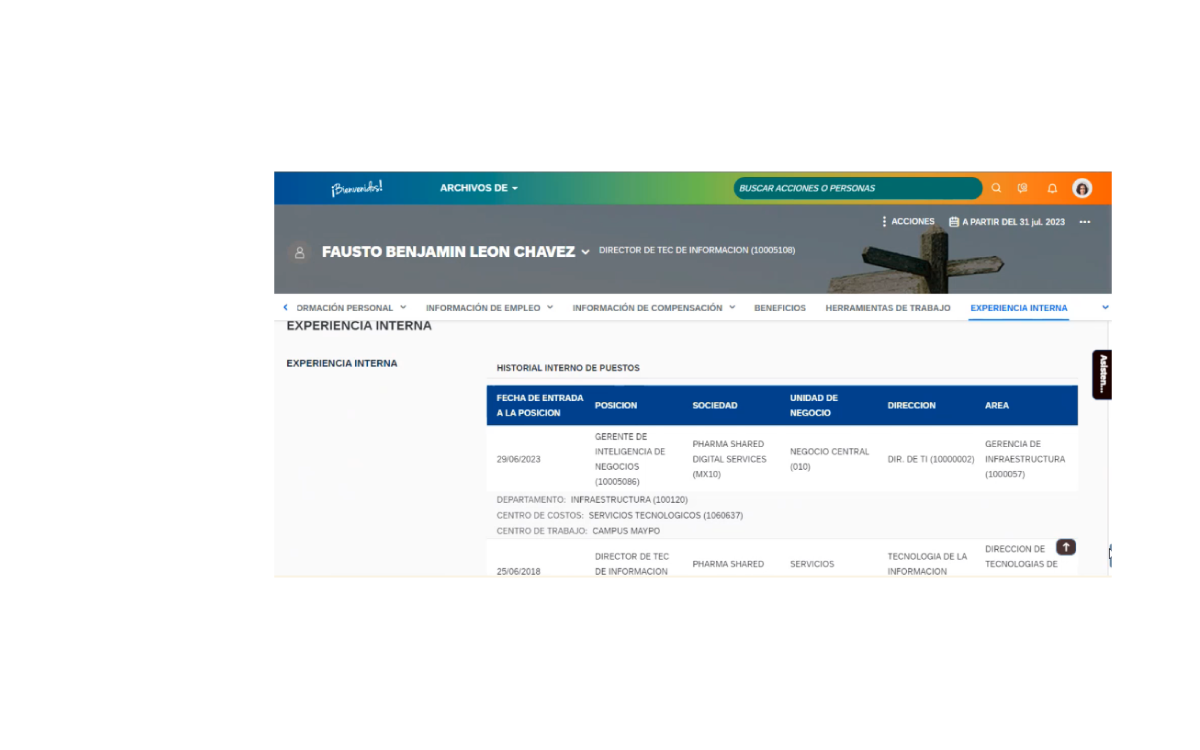 ¡Bienvenid@s!
ARCHIVOS DE
BUSCAR ACCIONES O PERSONAS
ACCIONES
A PARTIR DEL 31 jul. 2023
FAUSTO BENJAMIN LEON CHAVEZ
DIRECTOR DE TEC DE INFORMACION (10005108)
ORMACIÓN PERSONAL INFORMACIÓN DE EMPLEO INFORMACIÓN DE COMPENSACIÓN BENEFICIOS HERRAMIENTAS DE TRABAJO EXPERIENCIA INTERNA
EXPERIENCIA INTERNA
Asisten...
EXPERIENCIA INTERNA
HISTORIAL INTERNO DE PUESTOS
FECHA DE ENTRADA
A LA POSICION
POSICION
SOCIEDAD
UNIDAD DE
NEGOCIO
DIRECCION
AREA
29/06/2023
GERENTE DE
INTELIGENCIA DE
NEGOCIOS
(10005086)
PHARMA SHARED
DIGITAL SERVICES
(MX10)
NEGOCIO CENTRAL
(010)
DIR. DE TI (10000002)
GERENCIA DE
INFRAESTRUCTURA
(1000057)
DEPARTAMENTO: INFRAESTRUCTURA (100120)
CENTRO DE COSTOS: SERVICIOS TECNOLOGICOS (1060637)
CENTRO DE TRABAJO: CAMPUS MAYPO
25/06/2018
DIRECTOR DE TEC
DE INFORMACION
PHARMA SHARED
SERVICIOS
TECNOLOGIA DE LA
INFORMACION
DIRECCION DE
TECNOLOGIAS DE